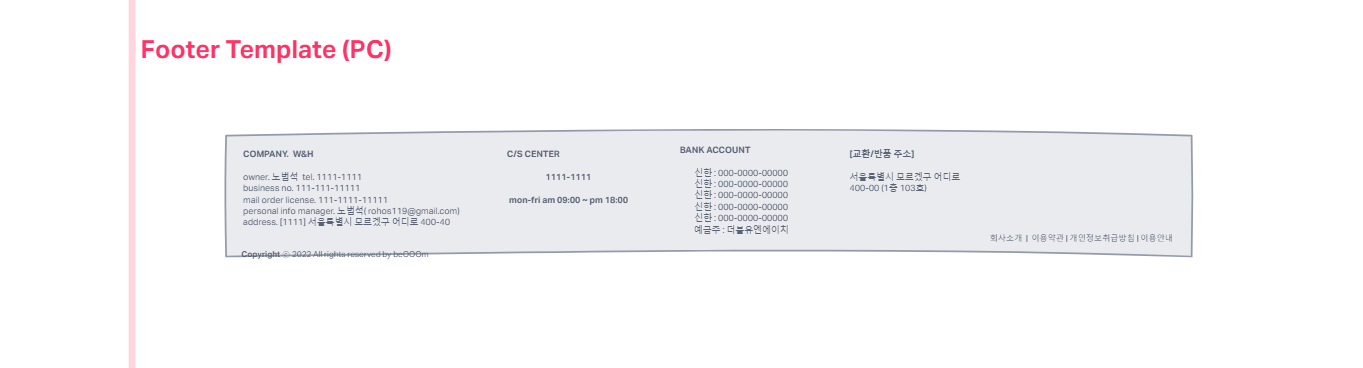 Footer Template (PC)
COMPANY. W&H
owner. 노범석 tel. 1111-1111
business no. 111-111-11111
mail order license. 111-1111-11111
personal info manager. 노범석( rohos119@gmail.com)
address. [1111] 서울특별시 모르겠구 어디로 400-40
Copyright ⓒ 2022 All rights reserved by beOOOm
C/S CENTER
1111-1111
mon-fri am 09:00 ~ pm 18:00
BANK ACCOUNT
신한 : 000-0000-00000
신한 : 000-0000-00000
신한 : 000-0000-00000
신한 : 000-0000-00000
신한 : 000-0000-00000
예금주 : 더블유엔에이치
[교환/반품 주소]
서울특별시 모르겠구 어디로
400-00 (1층 103호)
회사소개 | 이용약관 | 개인정보취급방침 | 이용안내